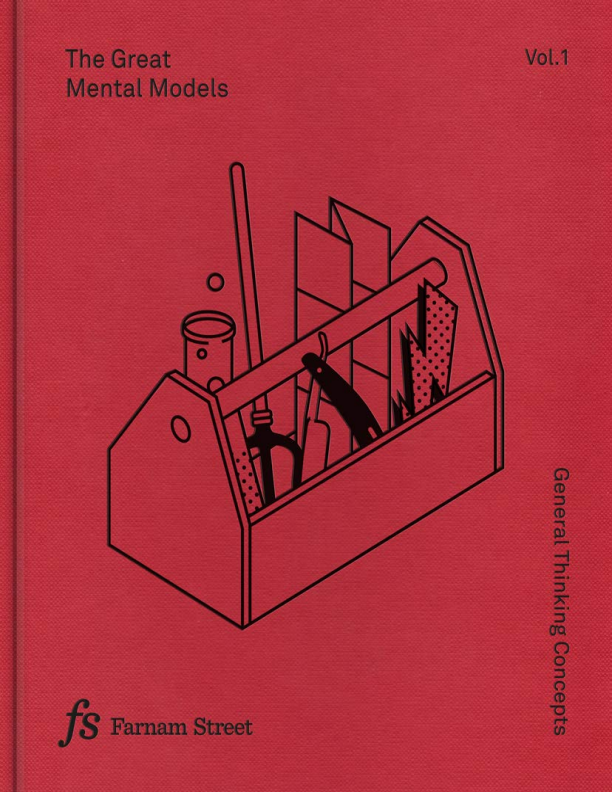 The Great
Mental Models
Vol.1
General Thinking Concepts
fs Farnam Street